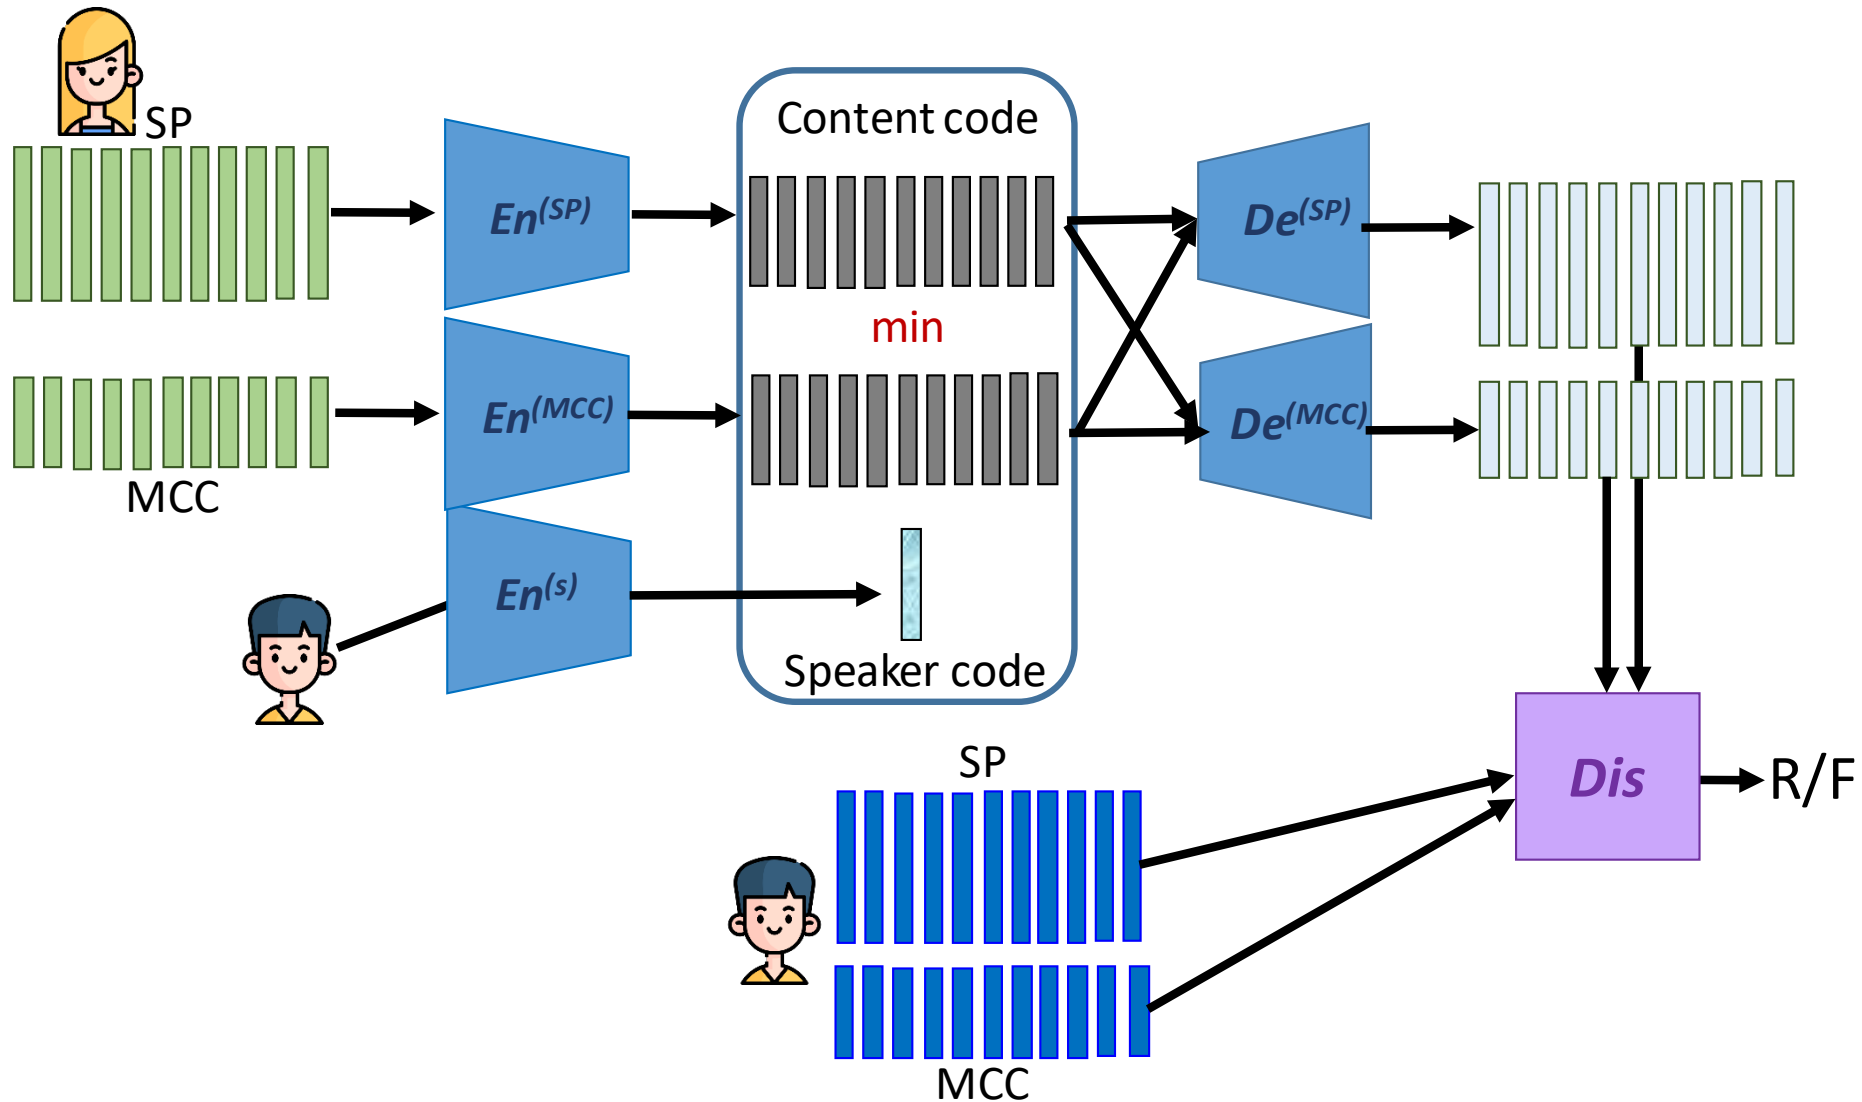 SP
Content code
En(SP)
De(SP)
min
En(MCC)
De(MCC)
MCC
En(s)
Speaker code
SP
Dis
R/F
MCC